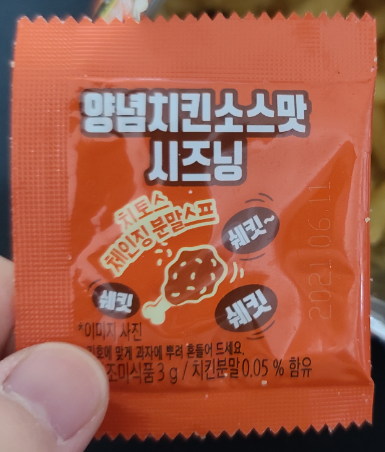 양념치킨소스맛
시즈닝
치토스
체인징 분말스프
쉐킷~
쉐킷
쉐킷
*이미지 사진
맞게 과자에 뿌려 흔들어 드세요.
조미식품 3 g / 치킨분말 0.05 % 함유
2021.06.11